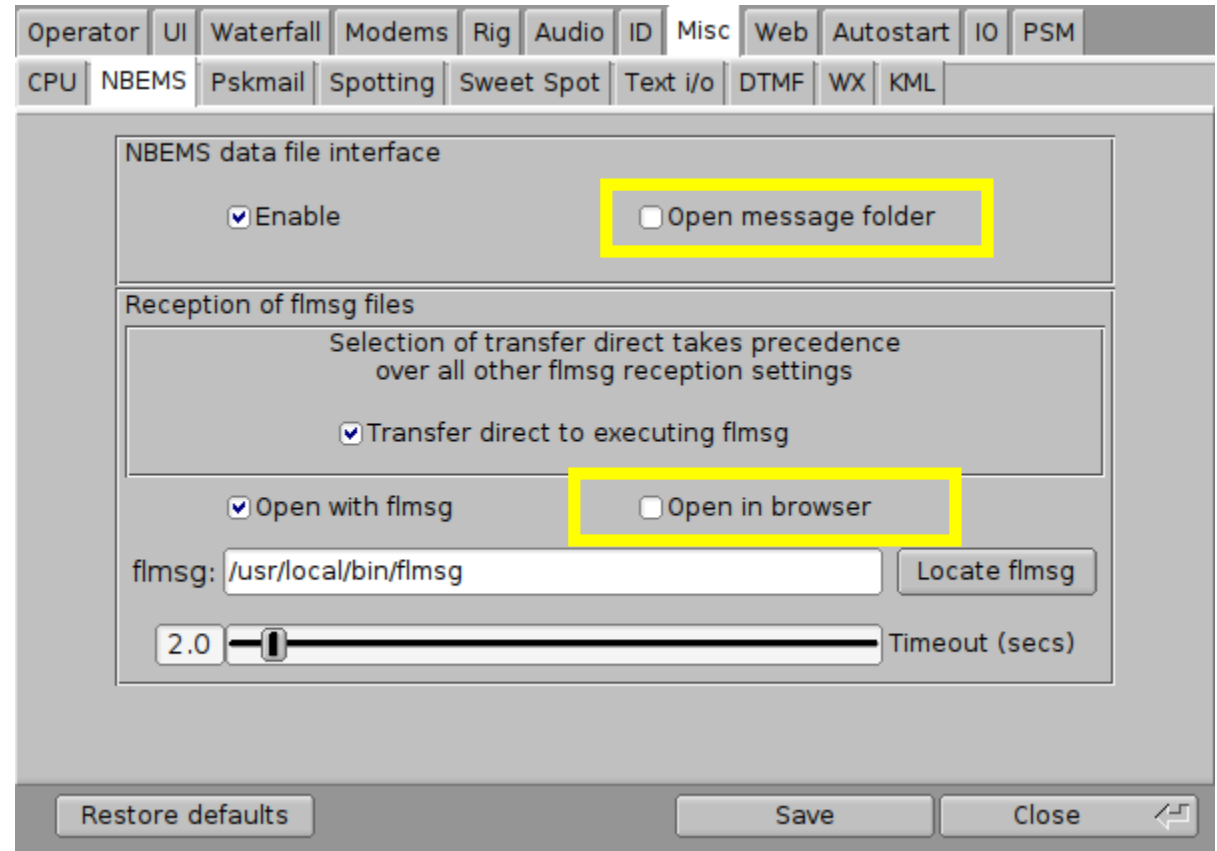 Operator UI Waterfall Modems Rig Audio ID Misc Web Autostart IO PSM
CPU NBEMS Pskmail Spotting Sweet Spot Text i/o DTMF WX KML
NBEMS data file interface
Enable Open message folder
Reception of flmsg files
Selection of transfer direct takes precedence
over all other flmsg reception settings
Transfer direct to executing flmsg
Open with flmsg Open in browser
flmsg: /usr/local/bin/flmsg Locate flmsg
2.0 Timeout (secs)
Restore defaults Save Close